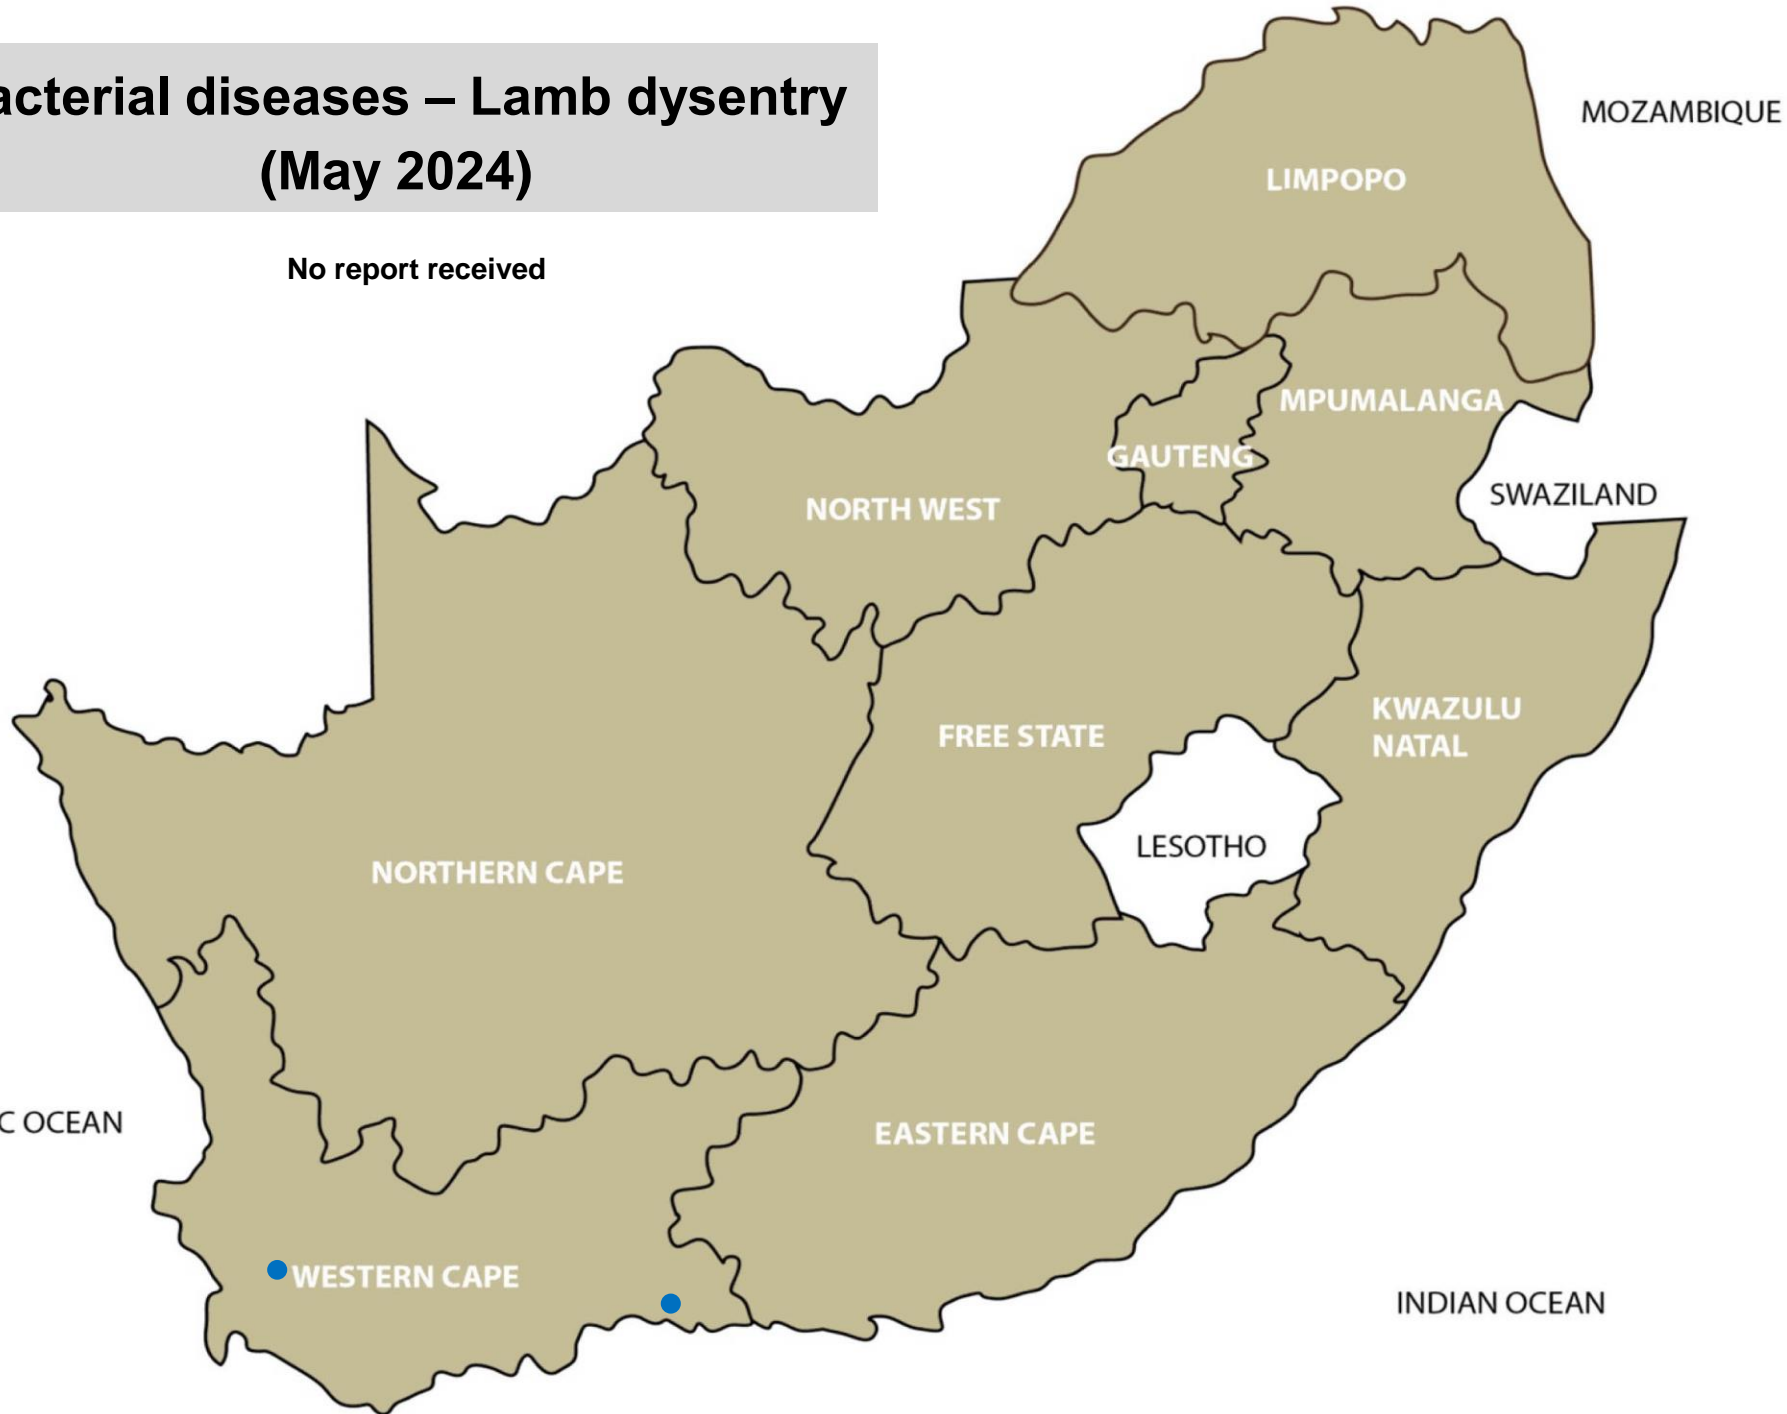 acterial diseases – Lamb dysentry
(May 2024)
No report received
MOZAMBIQUE
LIMPOPO
MPUMALANGA
GAUTENG
SWAZILAND
NORTH WEST
KWAZULU
NATAL
FREE STATE
LESOTHO
NORTHERN CAPE
C OCEAN
EASTERN CAPE
WESTERN CAPE
INDIAN OCEAN